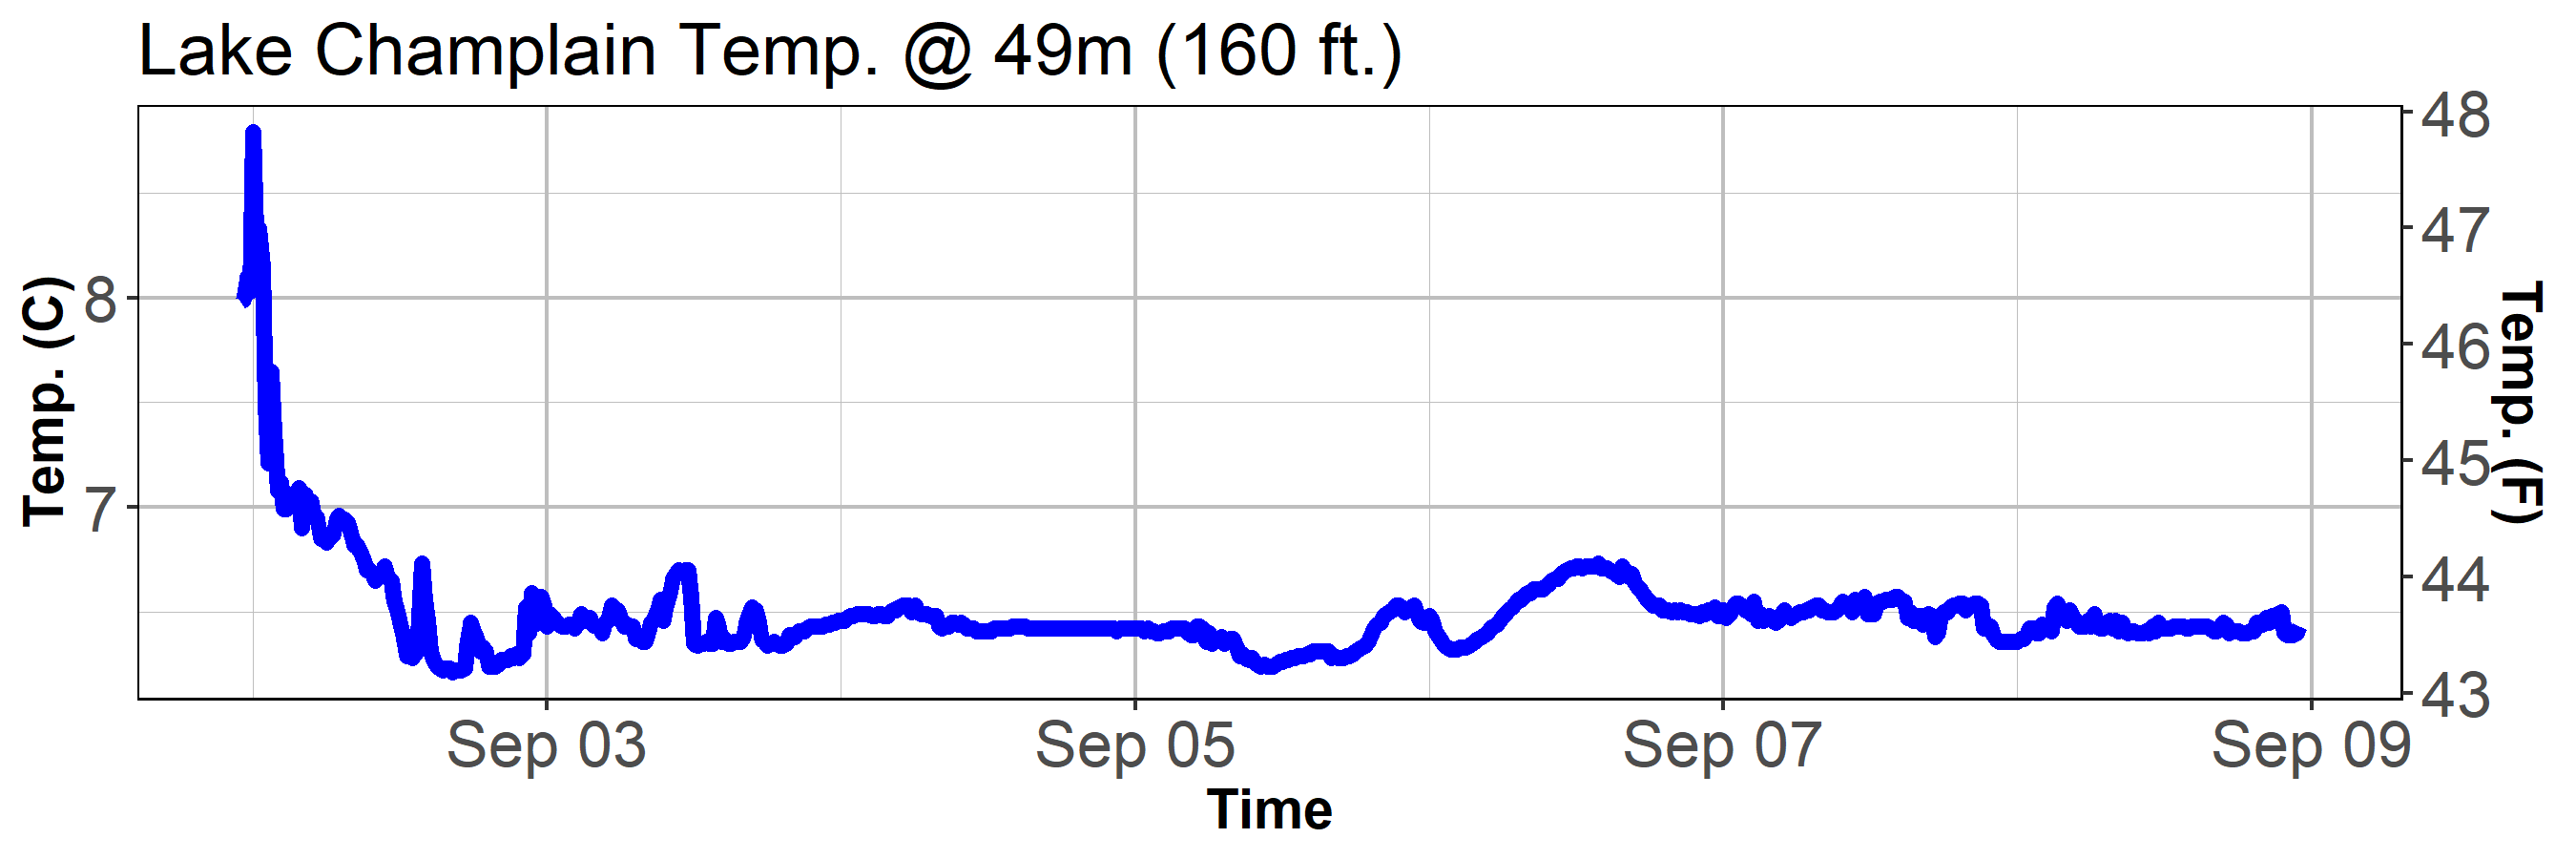 Lake Champlain Temp. @ 49m (160 ft.)
Temp. (C)
8
7
48
47
46
45
44
43
Temp. (F)
Sep 03 Sep 05 Sep 07 Sep 09
Time